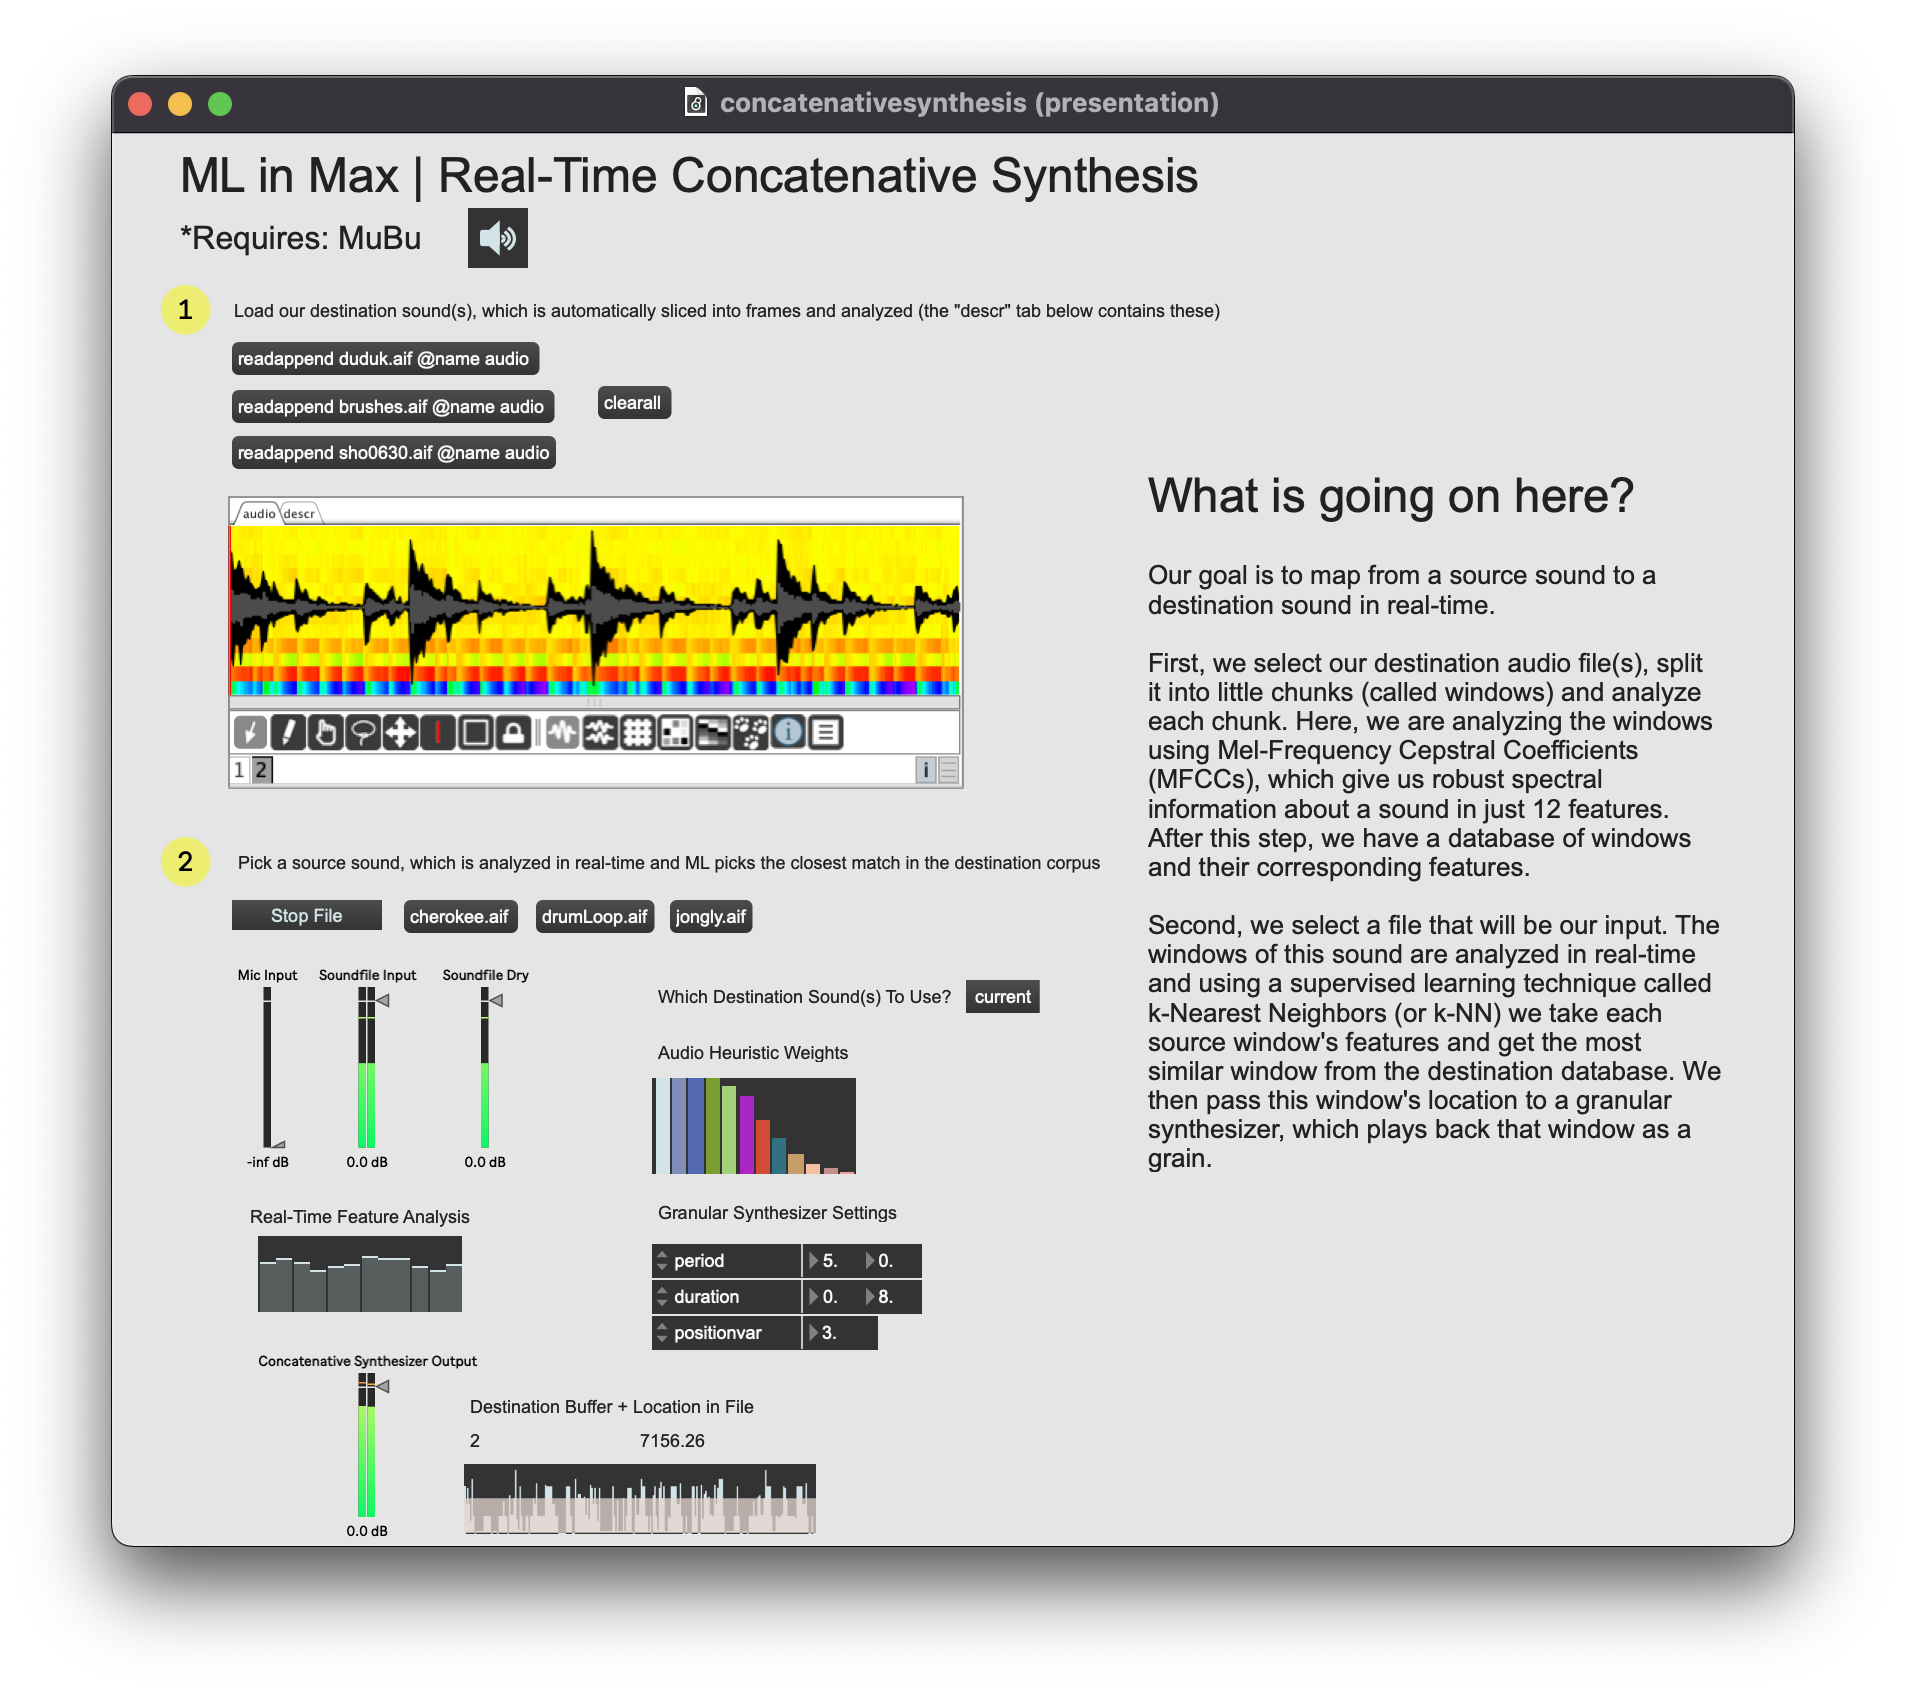 concatenativesynthesis (presentation)
ML in Max | Real-Time Concatenative Synthesis
*Requires: MuBu
1
Load our destination sound(s), which is automatically sliced into frames and analyzed (the "descr" tab below contains these)
readappend duduk.aif @name audio
readappend brushes.aif @name audio
clearall
readappend sho0630.aif @name audio
audio descr
1 2
i
2
Pick a source sound, which is analyzed in real-time and ML picks the closest match in the destination corpus
Stop File
cherokee.aif
drumLoop.aif
jongly.aif
Mic Input
Soundfile Input
Soundfile Dry
-inf dB
0.0 dB
0.0 dB
Which Destination Sound(s) To Use?
current
Audio Heuristic Weights
Real-Time Feature Analysis
Granular Synthesizer Settings
period 5. 0.
duration 0. 8.
positionvar 3.
Concatenative Synthesizer Output
0.0 dB
Destination Buffer + Location in File
2 7156.26
What is going on here?
Our goal is to map from a source sound to a
destination sound in real-time.
First, we select our destination audio file(s), split
it into little chunks (called windows) and analyze
each chunk. Here, we are analyzing the windows
using Mel-Frequency Cepstral Coefficients
(MFCCs), which give us robust spectral
information about a sound in just 12 features.
After this step, we have a database of windows
and their corresponding features.
Second, we select a file that will be our input. The
windows of this sound are analyzed in real-time
and using a supervised learning technique called
k-Nearest Neighbors (or k-NN) we take each
source window's features and get the most
similar window from the destination database. We
then pass this window's location to a granular
synthesizer, which plays back that window as a
grain.